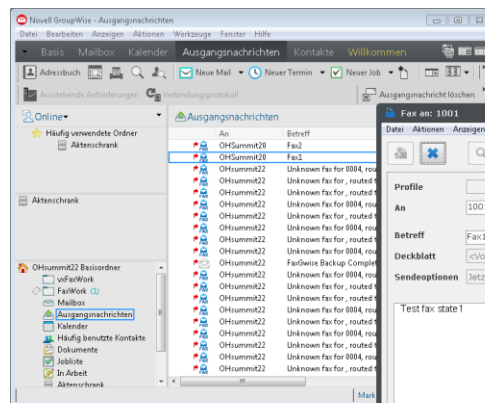 Novell GroupWise - Ausgangsnachrichten
Datei Bearbeiten Anzeigen Aktionen Werkzeuge Fenster Hilfe
Basis Mailbox Kalender Ausgangsnachrichten Kontakte Willkommen
Adressbuch Neue Mail Neuer Termin Neuer Job
Ausstehende Anforderungen Verbindungsprotokoll Ausgangsnachricht löschen
Online Ausgangsnachrichten
Häufig verwendete Ordner
Aktenschrank
Aktenschrank
OHsummit22 Basisordner
vxFaxWork
FaxWork (1)
Mailbox
Ausgangsnachrichten
Kalender
Häufig benutzte Kontakte
Dokumente
Jobliste
In Arbeit
Aktenschrank
An Betreff
OHSummit20 Fax2
OHSummit20 Fax1
OHsummit22 Unknown fax for 0004, rou
OHsummit22 Unknown fax for , routed t
OHsummit22 Unknown fax for 0004, rou
OHsummit22 Unknown fax for , routed t
OHsummit22 Unknown fax for 0004, rou
OHsummit22 Unknown fax for , routed t
OHsummit22 Unknown fax for 0004, rou
OHsummit22 Unknown fax for , routed t
OHsummit22 FaxGwise Backup Complet
OHsummit22 Unknown fax for 0004, rou
OHsummit22 Unknown fax for , routed t
OHsummit22 Unknown fax for , routed t
OHsummit22 Unknown fax for 0004, rou
OHsummit22 Unknown fax for , routed t
OHsummit22 Unknown fax for 0004, rou
OHsummit22 Unknown fax for , routed t
Mark
Fax an: 1001
Datei Aktionen Anzeigen
Profile
An 1001
Betreff Fax1
Deckblatt <Vo
Sendeoptionen Jetz
Test fax state 1